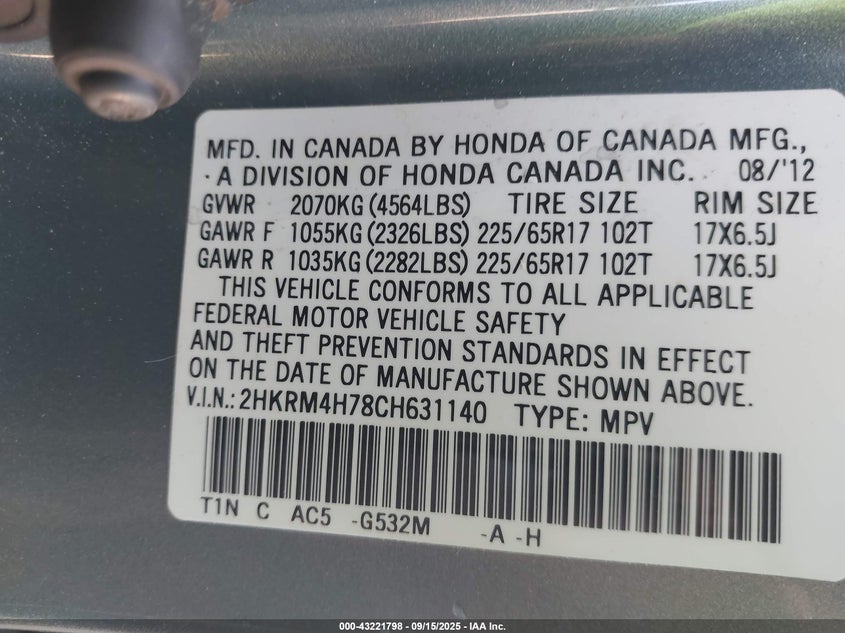 MFD. IN CANADA BY HONDA OF CANADA MFG.,
·A DIVISION OF HONDA CANADA INC. 08/'12
GVWR 2070KG (4564LBS) TIRE SIZE RIM SIZE
GAWR F 1055KG (2326LBS) 225/65R17 102T 17X6.5J
GAWR R 1035KG (2282LBS) 225/65R17 102T 17X6.5J
THIS VEHICLE CONFORMS TO ALL APPLICABLE
FEDERAL MOTOR VEHICLE SAFETY
AND THEFT PREVENTION STANDARDS IN EFFECT
ON THE DATE OF MANUFACTURE SHOWN ABOVE.
V.I.N.: 2HKRM4H78CH631140 TYPE: MPV
T1N C AC5 -G532M -A -H
000-43221798 - 09/15/2025 - IAA Inc.